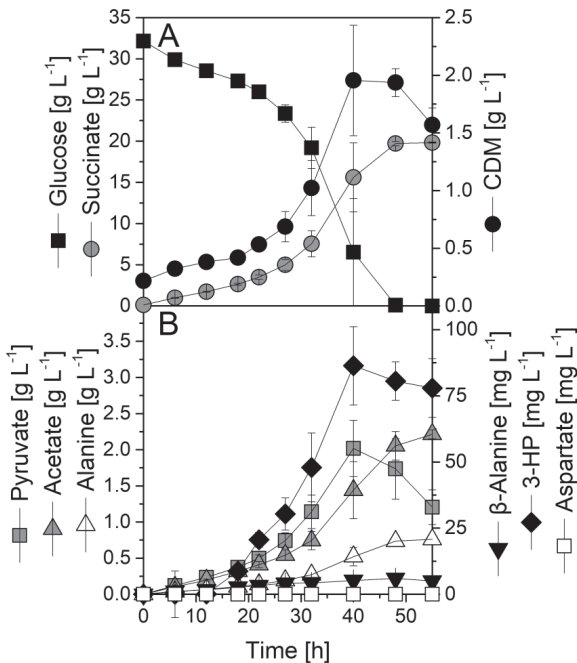 A
35
30
25
20
15
10
5
0
2.5
2.0
1.5
1.0
0.5
0.0
Glucose [g L-1]
Succinate [g L-1]
CDM [g L-1]
B
3.5
3.0
2.5
2.0
1.5
1.0
0.5
0.0
100
75
50
25
0
Pyruvate [g L-1]
Acetate [g L-1]
Alanine [g L-1]
β-Alanine [mg L-1]
3-HP [mg L-1]
Aspartate [mg L-1]
0 10 20 30 40 50
Time [h]